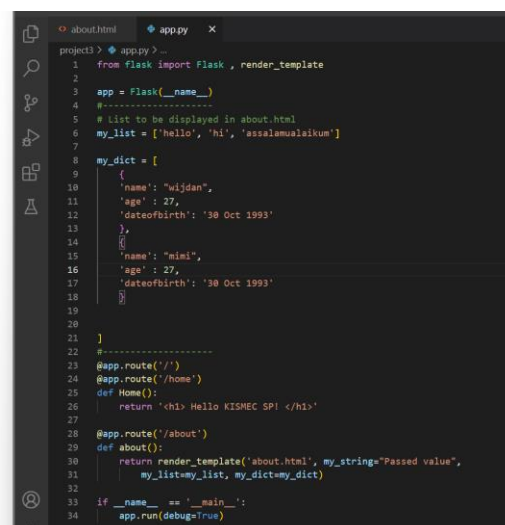 about.html
app.py
project3 > app.py > ...
1 from flask import Flask , render_template
2
3 app = Flask(__name__)
4 #--------------------
5 # List to be displayed in about.html
6 my_list = ['hello', 'hi', 'assalamualaikum']
7
8 my_dict = [
9 {
10 'name': "wijdan",
11 'age' : 27,
12 'dateofbirth': '30 Oct 1993'
13 },
14 {
15 'name': "mimi",
16 'age' : 27,
17 'dateofbirth': '30 Oct 1993'
18 }
19
20
21 ]
22 #--------------------
23 @app.route('/')
24 @app.route('/home')
25 def Home():
26 return '<h1> Hello KISMEC SP! </h1>'
27
28 @app.route('/about')
29 def about():
30 return render_template('about.html', my_string="Passed value",
31 my_list=my_list, my_dict=my_dict)
32
33 if __name__ == '__main__':
34 app.run(debug=True)